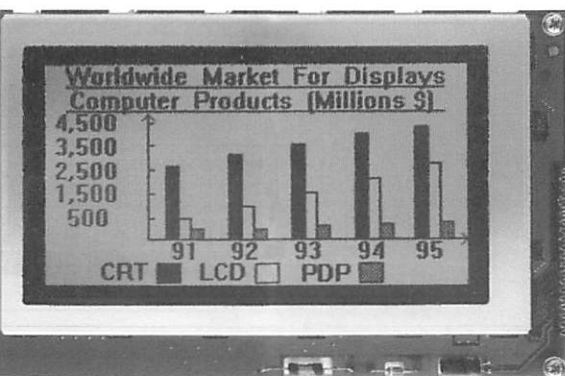 Worldwide Market For Displays
Computer Products (Millions $)
4,500
3,500
2,500
1,500
500
91 92 93 94 95
CRT LCD PDP